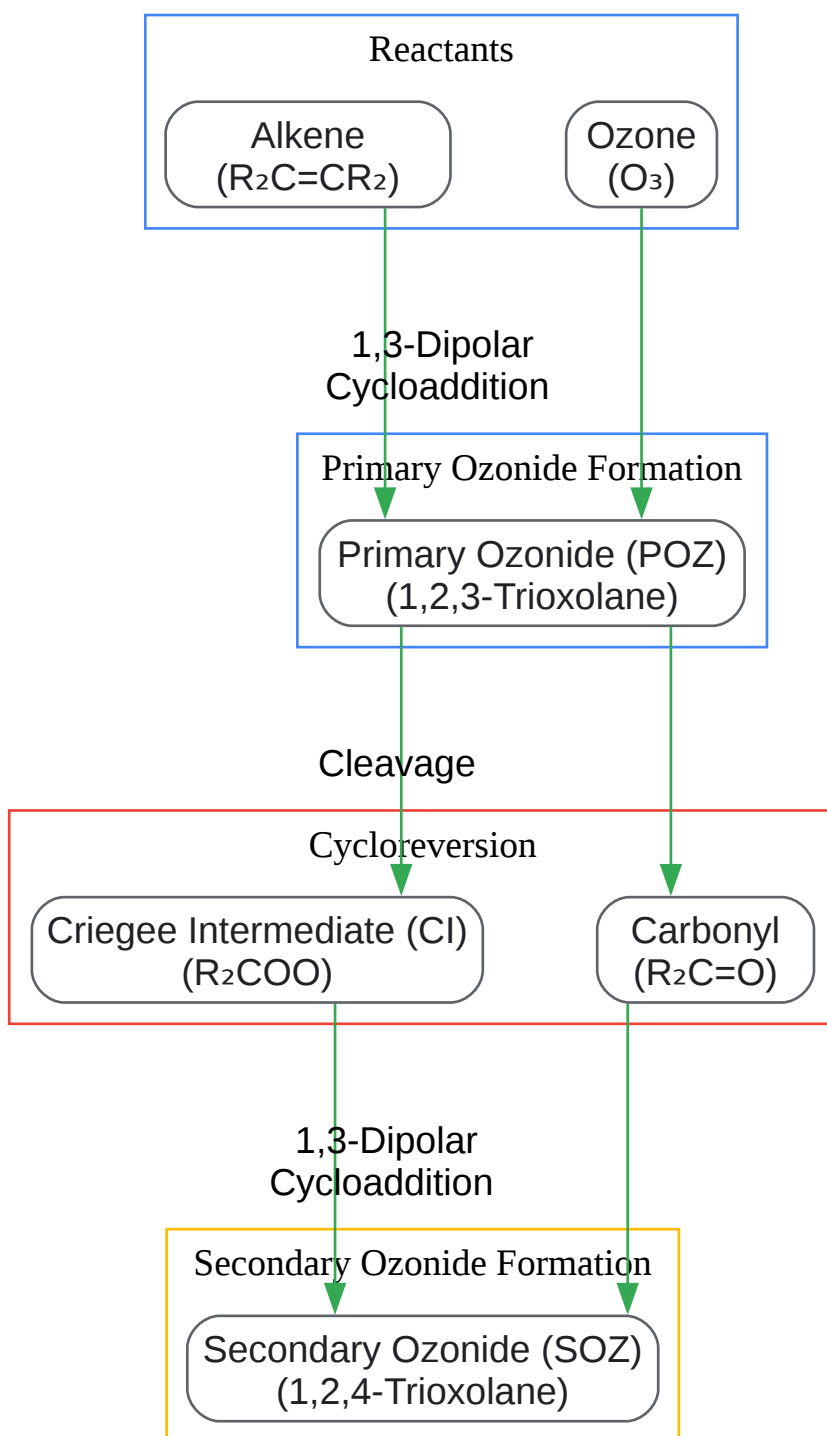 Reactants
Alkene
(R₂C=CR₂)
Ozone
(O₃)
1,3-Dipolar
Cycloaddition
Primary Ozonide Formation
Primary Ozonide (POZ)
(1,2,3-Trioxolane)
Cleavage
Cycloreversion
Criegee Intermediate (CI)
(R₂COO)
Carbonyl
(R₂C=O)
1,3-Dipolar
Cycloaddition
Secondary Ozonide Formation
Secondary Ozonide (SOZ)
(1,2,4-Trioxolane)